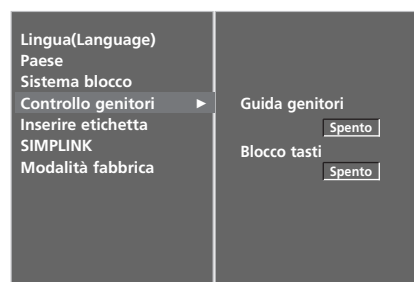 Lingua(Language)
Paese
Sistema blocco
Controllo genitori ►
Inserire etichetta
SIMPLINK
Modalità fabbrica
Guida genitori
Spento
Blocco tasti
Spento